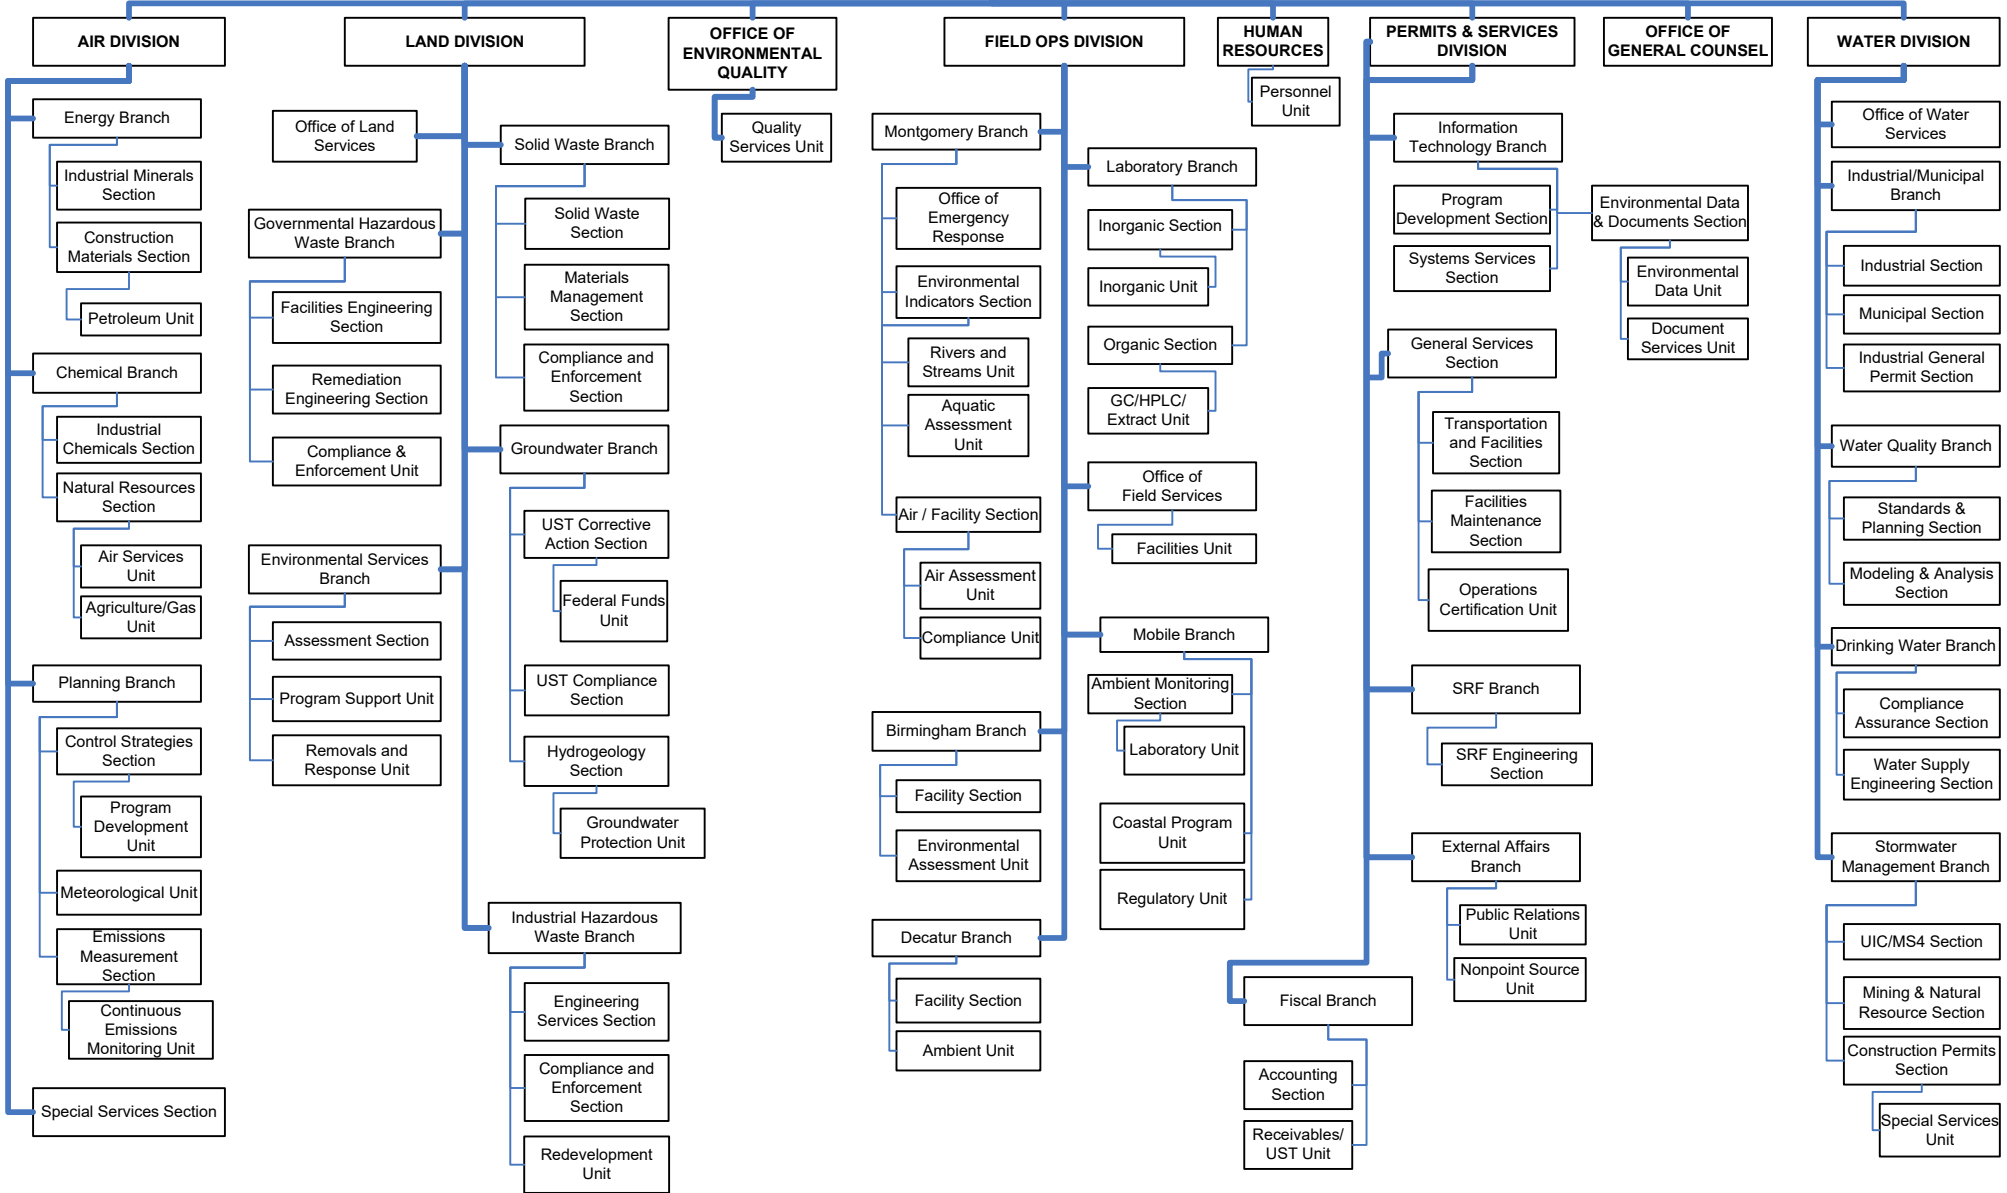 AIR DIVISION
Energy Branch
Industrial Minerals
Section
Construction
Materials Section
Petroleum Unit
Chemical Branch
Industrial
Chemicals Section
Natural Resources
Section
Air Services
Unit
Agriculture/Gas
Unit
Planning Branch
Control Strategies
Section
Program
Development
Unit
Meteorological Unit
Emissions
Measurement
Section
Continuous
Emissions
Monitoring Unit
Special Services Section
LAND DIVISION
Office of Land
Services
Governmental Hazardous
Waste Branch
Facilities Engineering
Section
Remediation
Engineering Section
Compliance &
Enforcement Unit
Environmental Services
Branch
Assessment Section
Program Support Unit
Removals and
Response Unit
Solid Waste Branch
Solid Waste
Section
Materials
Management
Section
Compliance and
Enforcement
Section
Groundwater Branch
UST Corrective
Action Section
Federal Funds
Unit
UST Compliance
Section
Hydrogeology
Section
Groundwater
Protection Unit
Industrial Hazardous
Waste Branch
Engineering
Services Section
Compliance and
Enforcement
Section
Redevelopment
Unit
OFFICE OF
ENVIRONMENTAL
QUALITY
Quality
Services Unit
FIELD OPS DIVISION
Montgomery Branch
Office of
Emergency
Response
Environmental
Indicators Section
Rivers and
Streams Unit
Aquatic
Assessment
Unit
Air / Facility Section
Air Assessment
Unit
Compliance Unit
Birmingham Branch
Facility Section
Environmental
Assessment Unit
Decatur Branch
Facility Section
Ambient Unit
Laboratory Branch
Inorganic Section
Inorganic Unit
Organic Section
GC/HPLC/
Extract Unit
Office of
Field Services
Facilities Unit
Mobile Branch
Ambient Monitoring
Section
Laboratory Unit
Coastal Program
Unit
Regulatory Unit
HUMAN
RESOURCES
Personnel
Unit
PERMITS & SERVICES
DIVISION
Information
Technology Branch
Program
Development Section
Systems Services
Section
Environmental Data
& Documents Section
Environmental
Data Unit
Document
Services Unit
General Services
Section
Transportation
and Facilities
Section
Facilities
Maintenance
Section
Operations
Certification Unit
SRF Branch
SRF Engineering
Section
External Affairs
Branch
Public Relations
Unit
Nonpoint Source
Unit
Fiscal Branch
Accounting
Section
Receivables/
UST Unit
OFFICE OF
GENERAL COUNSEL
WATER DIVISION
Office of Water
Services
Industrial/Municipal
Branch
Industrial Section
Municipal Section
Industrial General
Permit Section
Water Quality Branch
Standards &
Planning Section
Modeling & Analysis
Section
Drinking Water Branch
Compliance
Assurance Section
Water Supply
Engineering Section
Stormwater
Management Branch
UIC/MS4 Section
Mining & Natural
Resource Section
Construction Permits
Section
Special Services
Unit